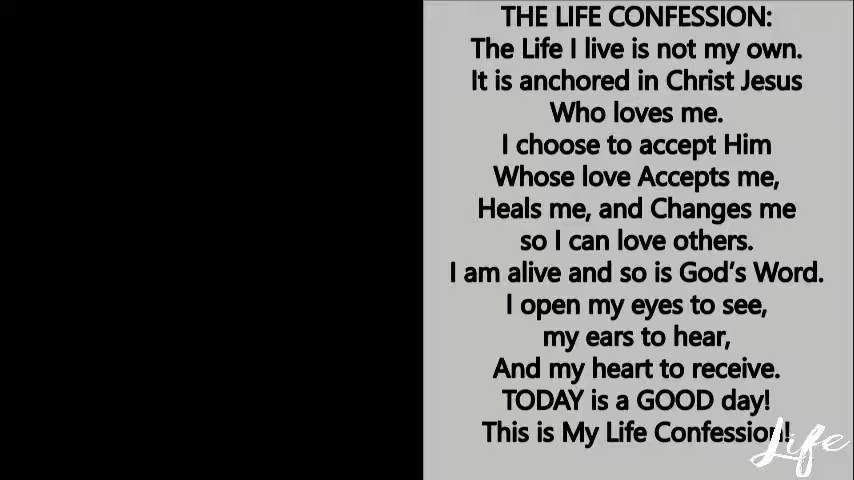 THE LIFE CONFESSION:
The Life I live is not my own.
It is anchored in Christ Jesus
Who loves me.
I choose to accept Him
Whose love Accepts me,
Heals me, and Changes me
so I can love others.
I am alive and so is God’s Word.
I open my eyes to see,
my ears to hear,
And my heart to receive.
TODAY is a GOOD day!
This is My Life Confession!
Life